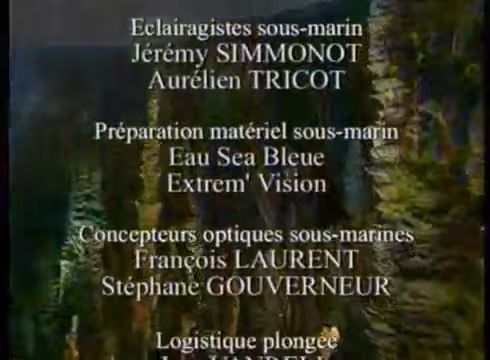 Eclairagistes sous-marin
Jérémy SIMMONOT
Aurélien TRICOT
Préparation matériel sous-marin
Eau Sea Bleue
Extrem' Vision
Concepteurs optiques sous-marines
François LAURENT
Stéphane GOUVERNEUR
Logistique plongée